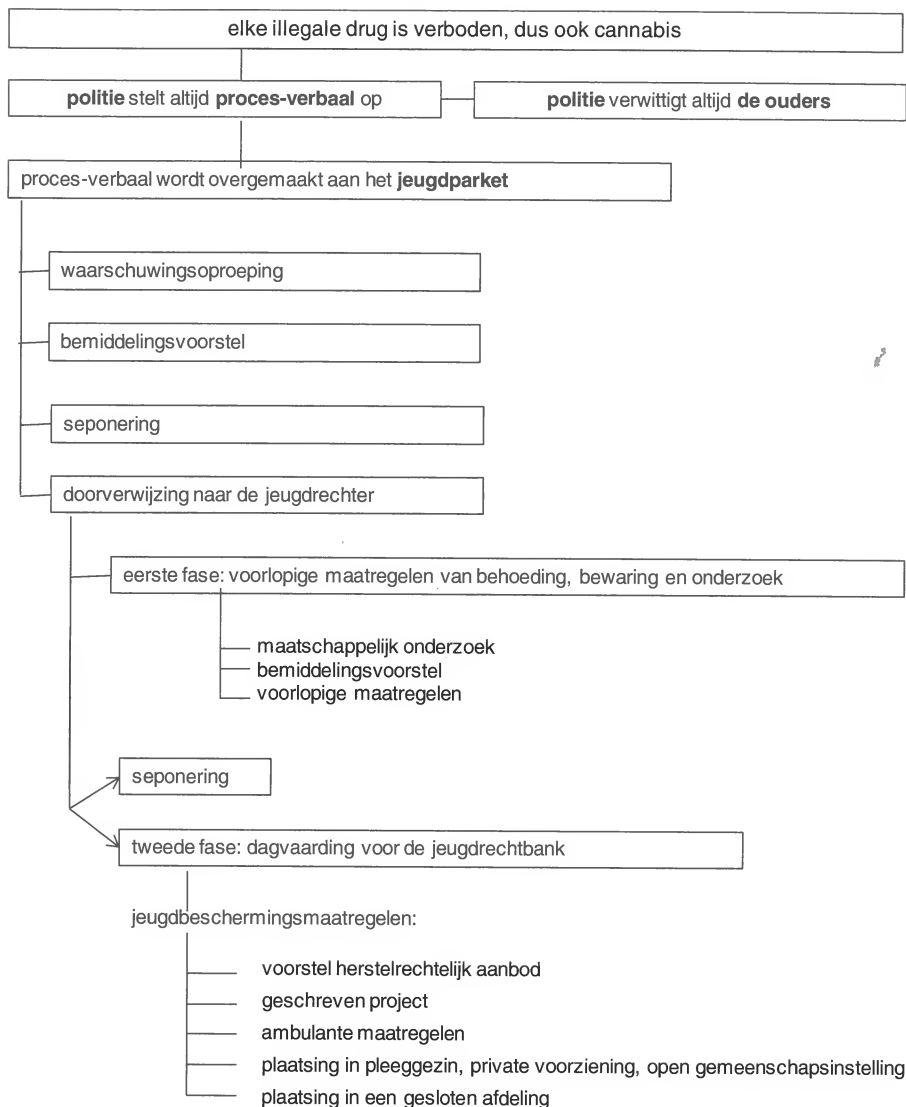 elke illegale drug is verboden, dus ook cannabis
politie stelt altijd proces-verbaal op
politie verwittigt altijd de ouders
proces-verbaal wordt overgemaakt aan het jeugdparket
waarschuwingsoproeping
bemiddelingsvoorstel
seponering
doorverwijzing naar de jeugdrechter
eerste fase: voorlopige maatregelen van behoeding, bewaring en onderzoek
maatschappelijk onderzoek
bemiddelingsvoorstel
voorlopige maatregelen
seponering
tweede fase: dagvaarding voor de jeugdrechtbank
jeugdbeschermingsmaatregelen:
voorstel herstelrechtelijk aanbod
geschreven project
ambulante maatregelen
plaatsing in pleeggezin, private voorziening, open gemeenschapsinstelling
plaatsing in een gesloten afdeling